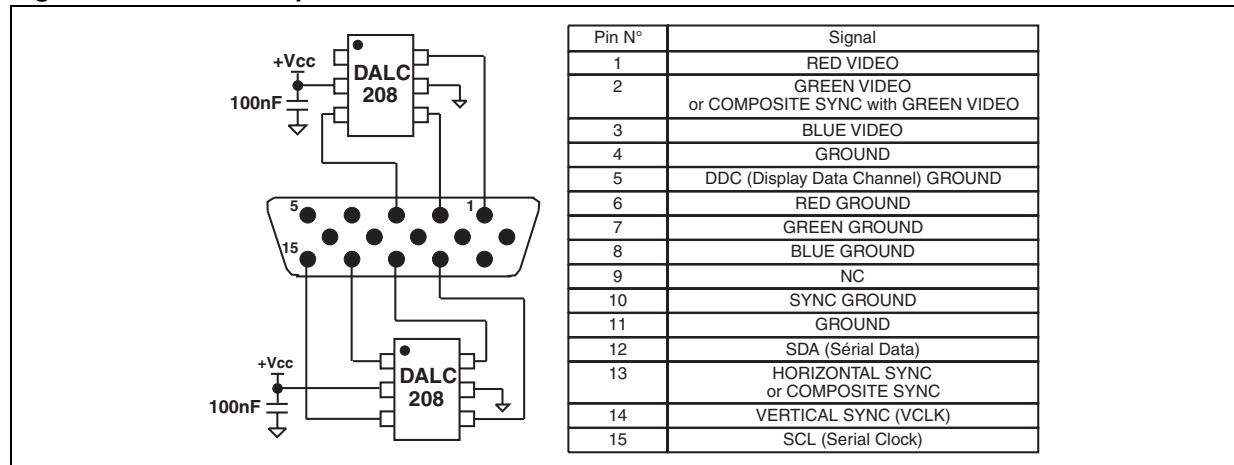 +Vcc
100nF
DALC
208
5
1
15
+Vcc
100nF
DALC
208
Pin N° Signal
1 RED VIDEO
2 GREEN VIDEO
or COMPOSITE SYNC with GREEN VIDEO
3 BLUE VIDEO
4 GROUND
5 DDC (Display Data Channel) GROUND
6 RED GROUND
7 GREEN GROUND
8 BLUE GROUND
9 NC
10 SYNC GROUND
11 GROUND
12 SDA (Sérial Data)
13 HORIZONTAL SYNC
or COMPOSITE SYNC
14 VERTICAL SYNC (VCLK)
15 SCL (Serial Clock)